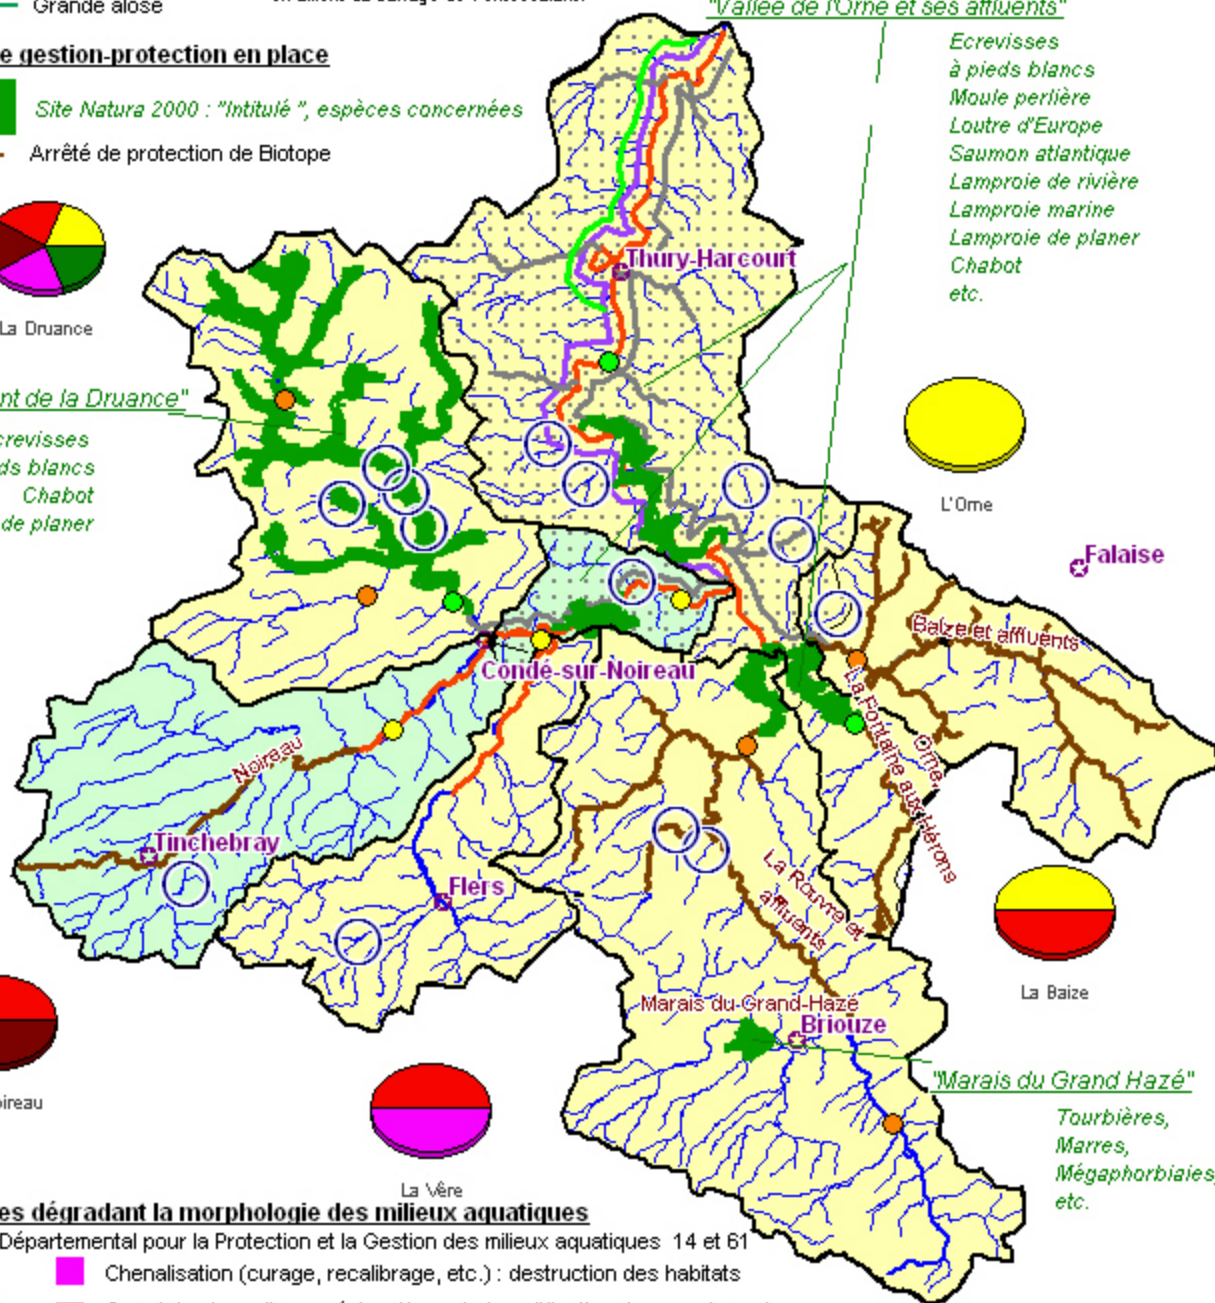 Grande alose
"Vallée de l'Orne et ses affluents"
Ecrevisses
à pieds blancs
Moule perlière
Loutre d'Europe
Saumon atlantique
Lamproie de rivière
Lamproie marine
Lamproie de planer
Chabot
etc.
e gestion-protection en place
Site Natura 2000 : "Intitulé ", espèces concernées
Arrêté de protection de Biotope
La Druance
Thury-Harcourt
nt de la Druance"
crevisses
ds blancs
Chabot
de planer
L'Orne
Falaise
Baize et affluents
Condé-sur-Noireau
La Fontaine aux Hérons
Orne,
Noireau
Tinchebray
Flers
La Rouvre et
affluents
La Baize
Marais du Grand-Hazé
Briouze
oireau
"Marais du Grand Hazé"
Tourbières,
Marres,
Mégaphorbiaies,
etc.
La Vère
es dégradant la morphologie des milieux aquatiques
Départemental pour la Protection et la Gestion des milieux aquatiques 14 et 61
Chenalisation (curage, recalibrage, etc.) : destruction des habitats